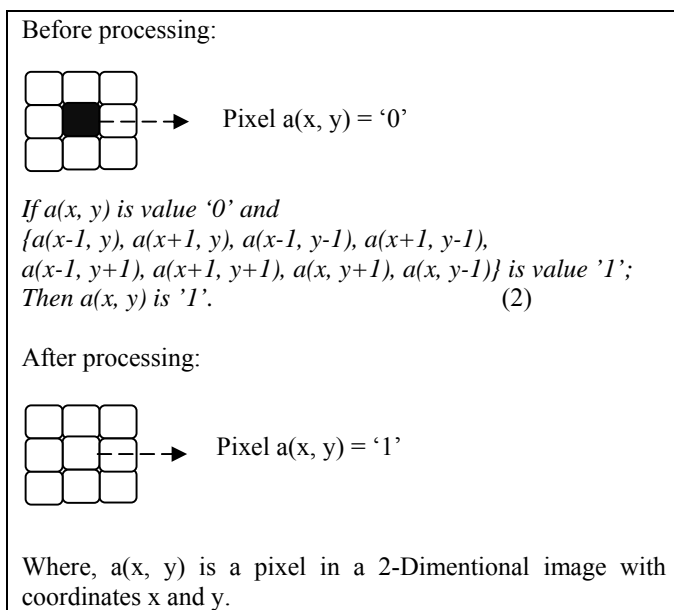 Before processing:
Pixel a(x, y) = ‘0’
If a(x, y) is value ‘0’ and
{a(x-1, y), a(x+1, y), a(x-1, y-1), a(x+1, y-1),
a(x-1, y+1), a(x+1, y+1), a(x, y+1), a(x, y-1)} is value ’1’;
Then a(x, y) is ’1’. (2)
After processing:
Pixel a(x, y) = ‘1’
Where, a(x, y) is a pixel in a 2-Dimentional image with
coordinates x and y.